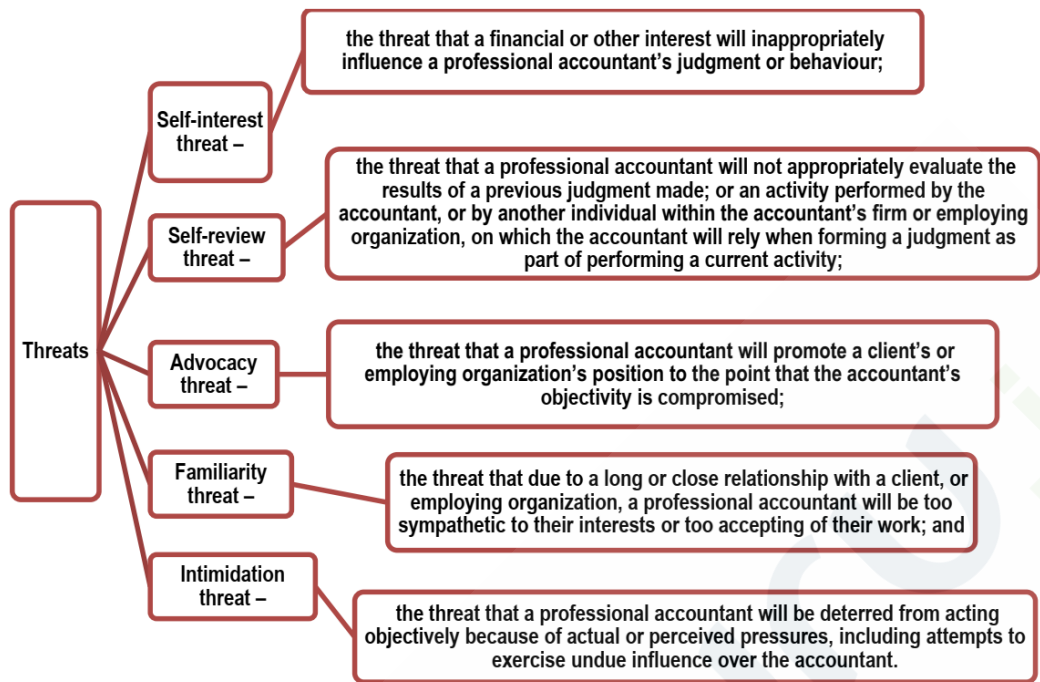 Threats
Self-interest
threat –
the threat that a financial or other interest will inappropriately
influence a professional accountant's judgment or behaviour;
Self-review
threat –
the threat that a professional accountant will not appropriately evaluate the
results of a previous judgment made; or an activity performed by the
accountant, or by another individual within the accountant's firm or employing
organization, on which the accountant will rely when forming a judgment as
part of performing a current activity;
Advocacy
threat –
the threat that a professional accountant will promote a client's or
employing organization's position to the point that the accountant's
objectivity is compromised;
Familiarity
threat –
the threat that due to a long or close relationship with a client, or
employing organization, a professional accountant will be too
sympathetic to their interests or too accepting of their work; and
Intimidation
threat –
the threat that a professional accountant will be deterred from acting
objectively because of actual or perceived pressures, including attempts to
exercise undue influence over the accountant.